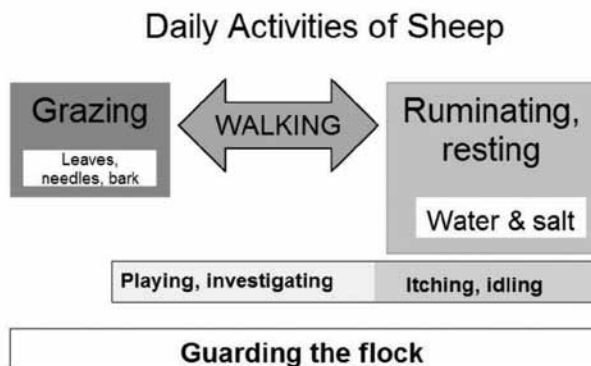 Daily Activities of Sheep
Grazing
Leaves,
needles, bark
WALKING
Ruminating,
resting
Water & salt
Playing, investigating
Itching, idling
Guarding the flock